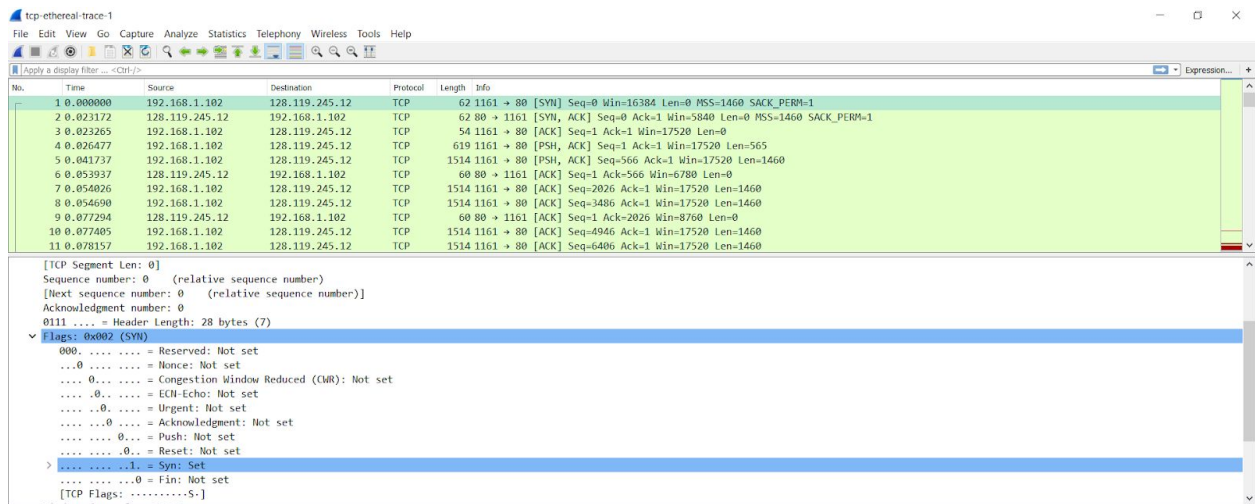 tcp-ethereal-trace-1
File Edit View Go Capture Analyze Statistics Telephony Wireless Tools Help
Apply a display filter ... <Ctrl-/> Expression... +
No. Time Source Destination Protocol Length Info
1 0.000000 192.168.1.102 128.119.245.12 TCP 62 1161 → 80 [SYN] Seq=0 Win=16384 Len=0 MSS=1460 SACK_PERM=1
2 0.023172 128.119.245.12 192.168.1.102 TCP 62 80 → 1161 [SYN, ACK] Seq=0 Ack=1 Win=5840 Len=0 MSS=1460 SACK_PERM=1
3 0.023265 192.168.1.102 128.119.245.12 TCP 54 1161 → 80 [ACK] Seq=1 Ack=1 Win=17520 Len=0
4 0.026477 192.168.1.102 128.119.245.12 TCP 619 1161 → 80 [PSH, ACK] Seq=1 Ack=1 Win=17520 Len=565
5 0.041737 192.168.1.102 128.119.245.12 TCP 1514 1161 → 80 [PSH, ACK] Seq=566 Ack=1 Win=17520 Len=1460
6 0.053937 128.119.245.12 192.168.1.102 TCP 60 80 → 1161 [ACK] Seq=1 Ack=566 Win=6780 Len=0
7 0.054026 192.168.1.102 128.119.245.12 TCP 1514 1161 → 80 [ACK] Seq=2026 Ack=1 Win=17520 Len=1460
8 0.054690 192.168.1.102 128.119.245.12 TCP 1514 1161 → 80 [ACK] Seq=3486 Ack=1 Win=17520 Len=1460
9 0.077294 128.119.245.12 192.168.1.102 TCP 60 80 → 1161 [ACK] Seq=1 Ack=2026 Win=8760 Len=0
10 0.077405 192.168.1.102 128.119.245.12 TCP 1514 1161 → 80 [ACK] Seq=4946 Ack=1 Win=17520 Len=1460
11 0.078157 192.168.1.102 128.119.245.12 TCP 1514 1161 → 80 [ACK] Seq=6406 Ack=1 Win=17520 Len=1460
[TCP Segment Len: 0]
Sequence number: 0 (relative sequence number)
[Next sequence number: 0 (relative sequence number)]
Acknowledgment number: 0
0111 .... = Header Length: 28 bytes (7)
Flags: 0x002 (SYN)
000. .... .... = Reserved: Not set
...0 .... .... = Nonce: Not set
.... 0... .... = Congestion Window Reduced (CWR): Not set
.... .0.. .... = ECN-Echo: Not set
.... ..0. .... = Urgent: Not set
.... ...0 .... = Acknowledgment: Not set
.... .... 0... = Push: Not set
.... .... .0.. = Reset: Not set
.... .... ..1. = Syn: Set
.... .... ...0 = Fin: Not set
[TCP Flags: ··········S·]